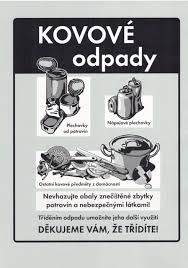 KOVOVÉ
odpady
Plechovky
od potravin
Nápojové plechovky
Ostatní kovové předměty z domácnosti
Nevhazujte obaly znečištěné zbytky
potravin a nebezpečnými látkami!
Tříděním odpadu umožníte jeho další využití
DĚKUJEME VÁM, ŽE TŘÍDÍTE!